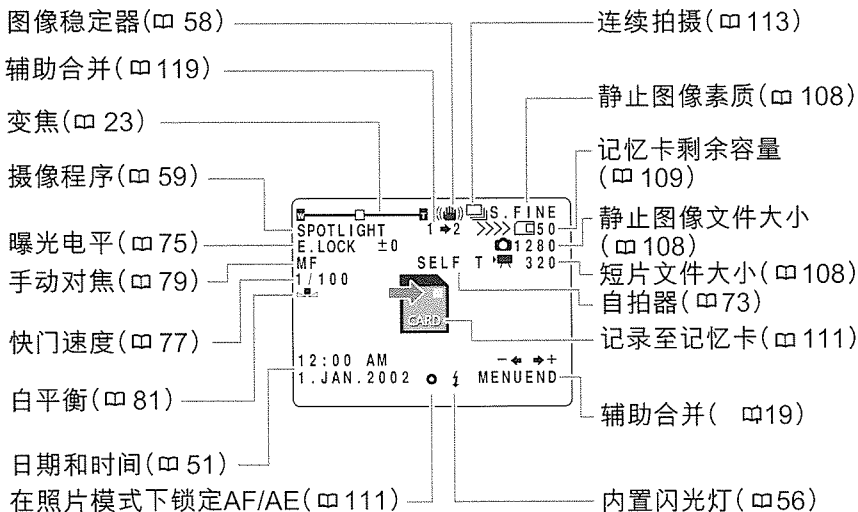 图像稳定器(58)
辅助合并(119)
变焦(23)
摄像程序(59)
曝光电平(75)
手动对焦(79)
快门速度(77)
白平衡(81)
日期和时间(51)
在照片模式下锁定AF/AE(111)
W T S.FINE
SPOTLIGHT 1 ➡ 2 50
E.LOCK ±0 1280
MF SELF T 320
1/100
CARD
12:00 AM − ⬅ ➡ +
1.JAN.2002 MENUEND
连续拍摄(113)
静止图像素质(108)
记忆卡剩余容量
(109)
静止图像文件大小
(108)
短片文件大小(108)
自拍器(73)
记录至记忆卡(111)
辅助合并( 19)
内置闪光灯(56)